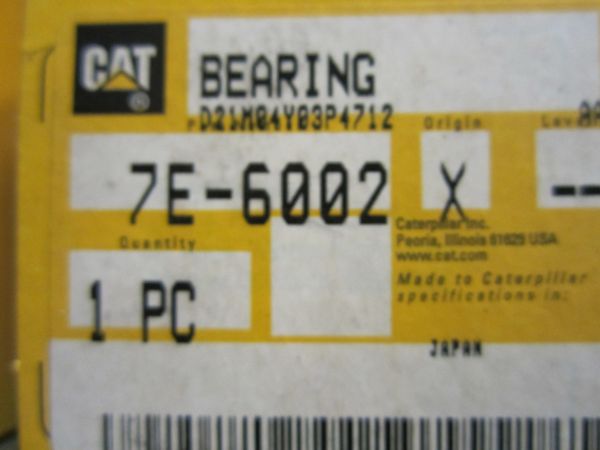 CAT
BEARING
D21M04Y03P4712
Origin
7E-6002 X --
Quantity
1 PC
Caterpillar Inc.
Peoria, Illinois 61629 USA
www.cat.com
Made to Caterpillar
specifications in:
JAPAN